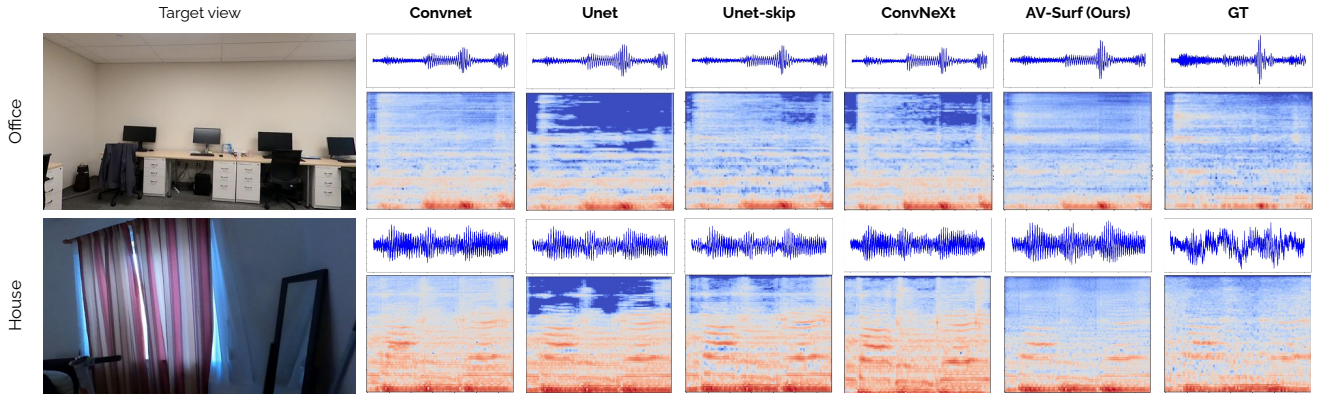 Target view Convnet Unet Unet-skip ConvNeXt AV-Surf (Ours) GT
Office
House